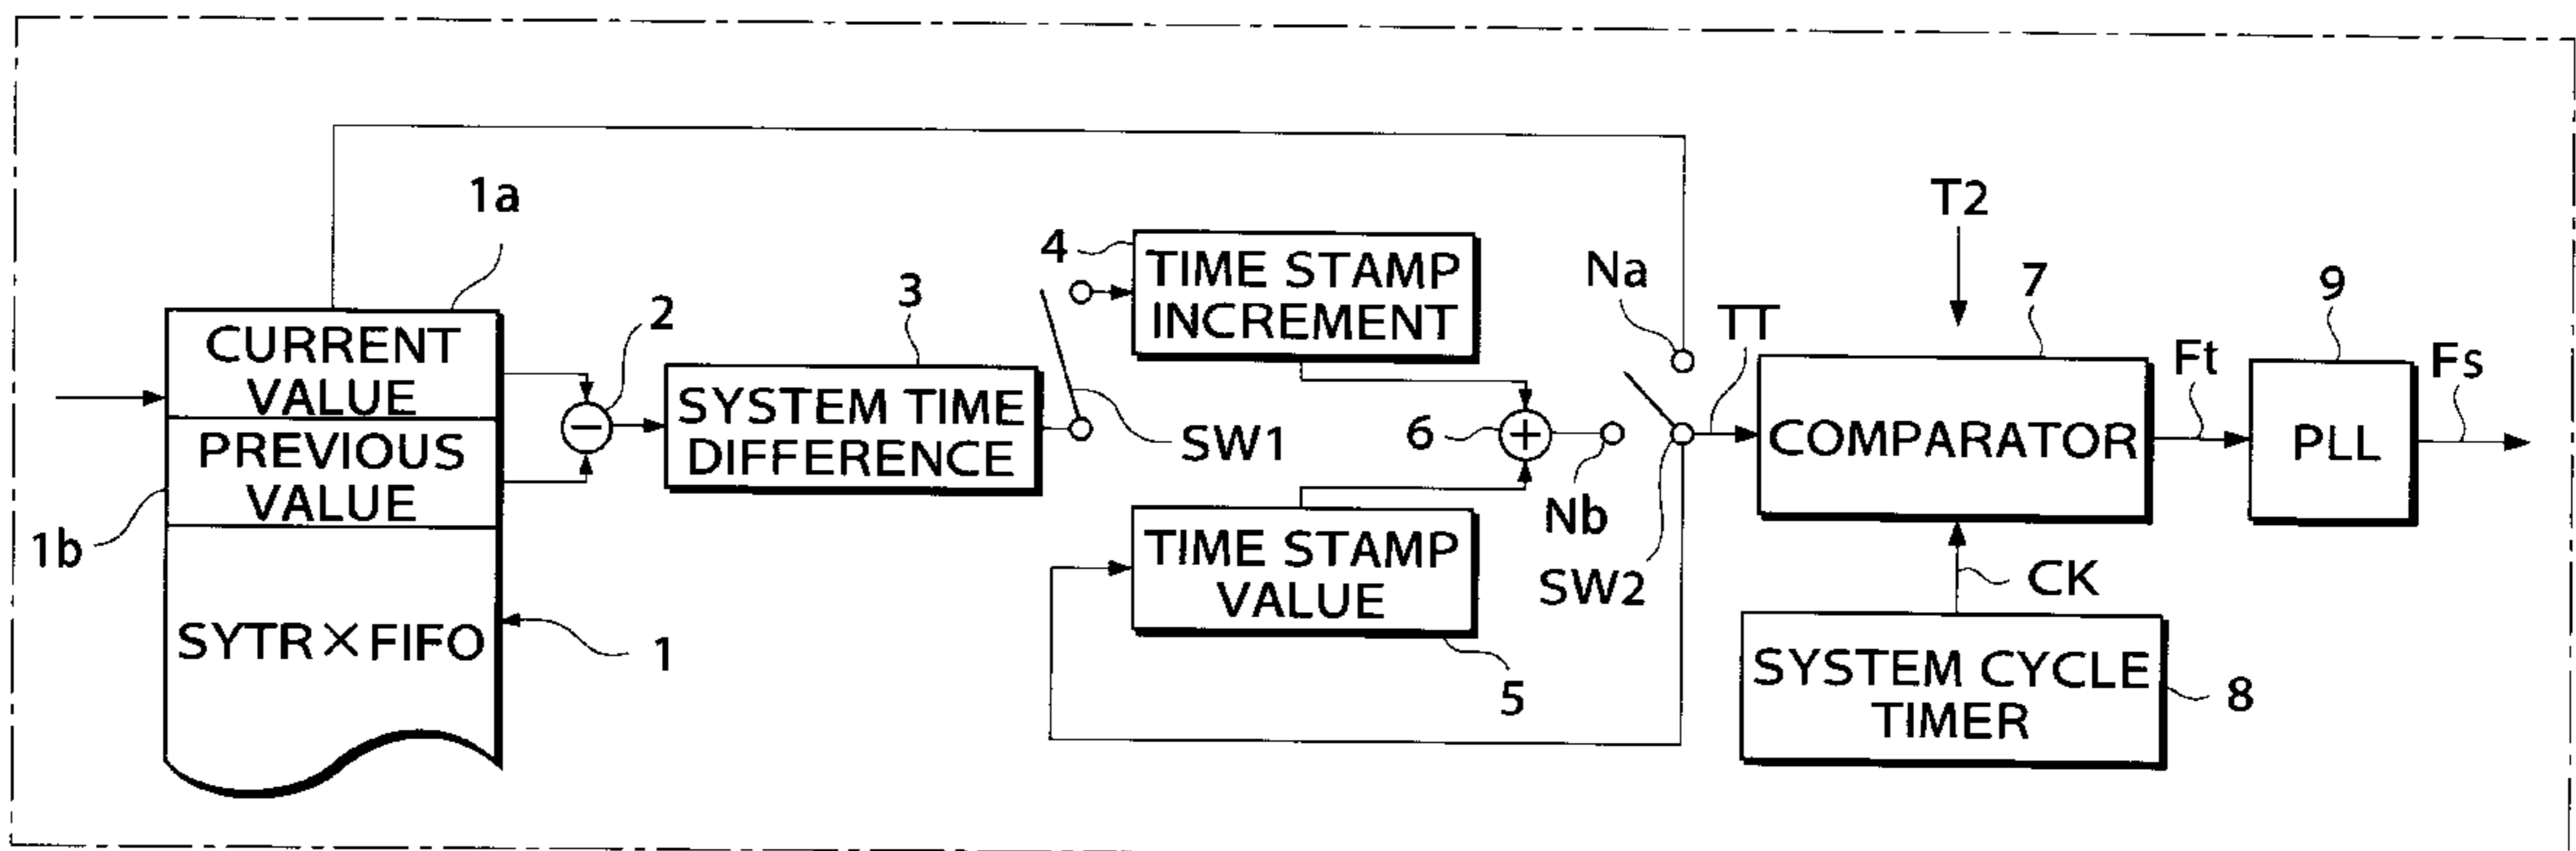 1a
CURRENT
VALUE
PREVIOUS
VALUE
1b
SYTR×FIFO
1
2
3
SYSTEM TIME
DIFFERENCE
SW1
4
TIME STAMP
INCREMENT
6
TIME STAMP
VALUE
5
Na
Nb
SW2
TT
T2
7
COMPARATOR
CK
SYSTEM CYCLE
TIMER
8
Ft
9
PLL
Fs